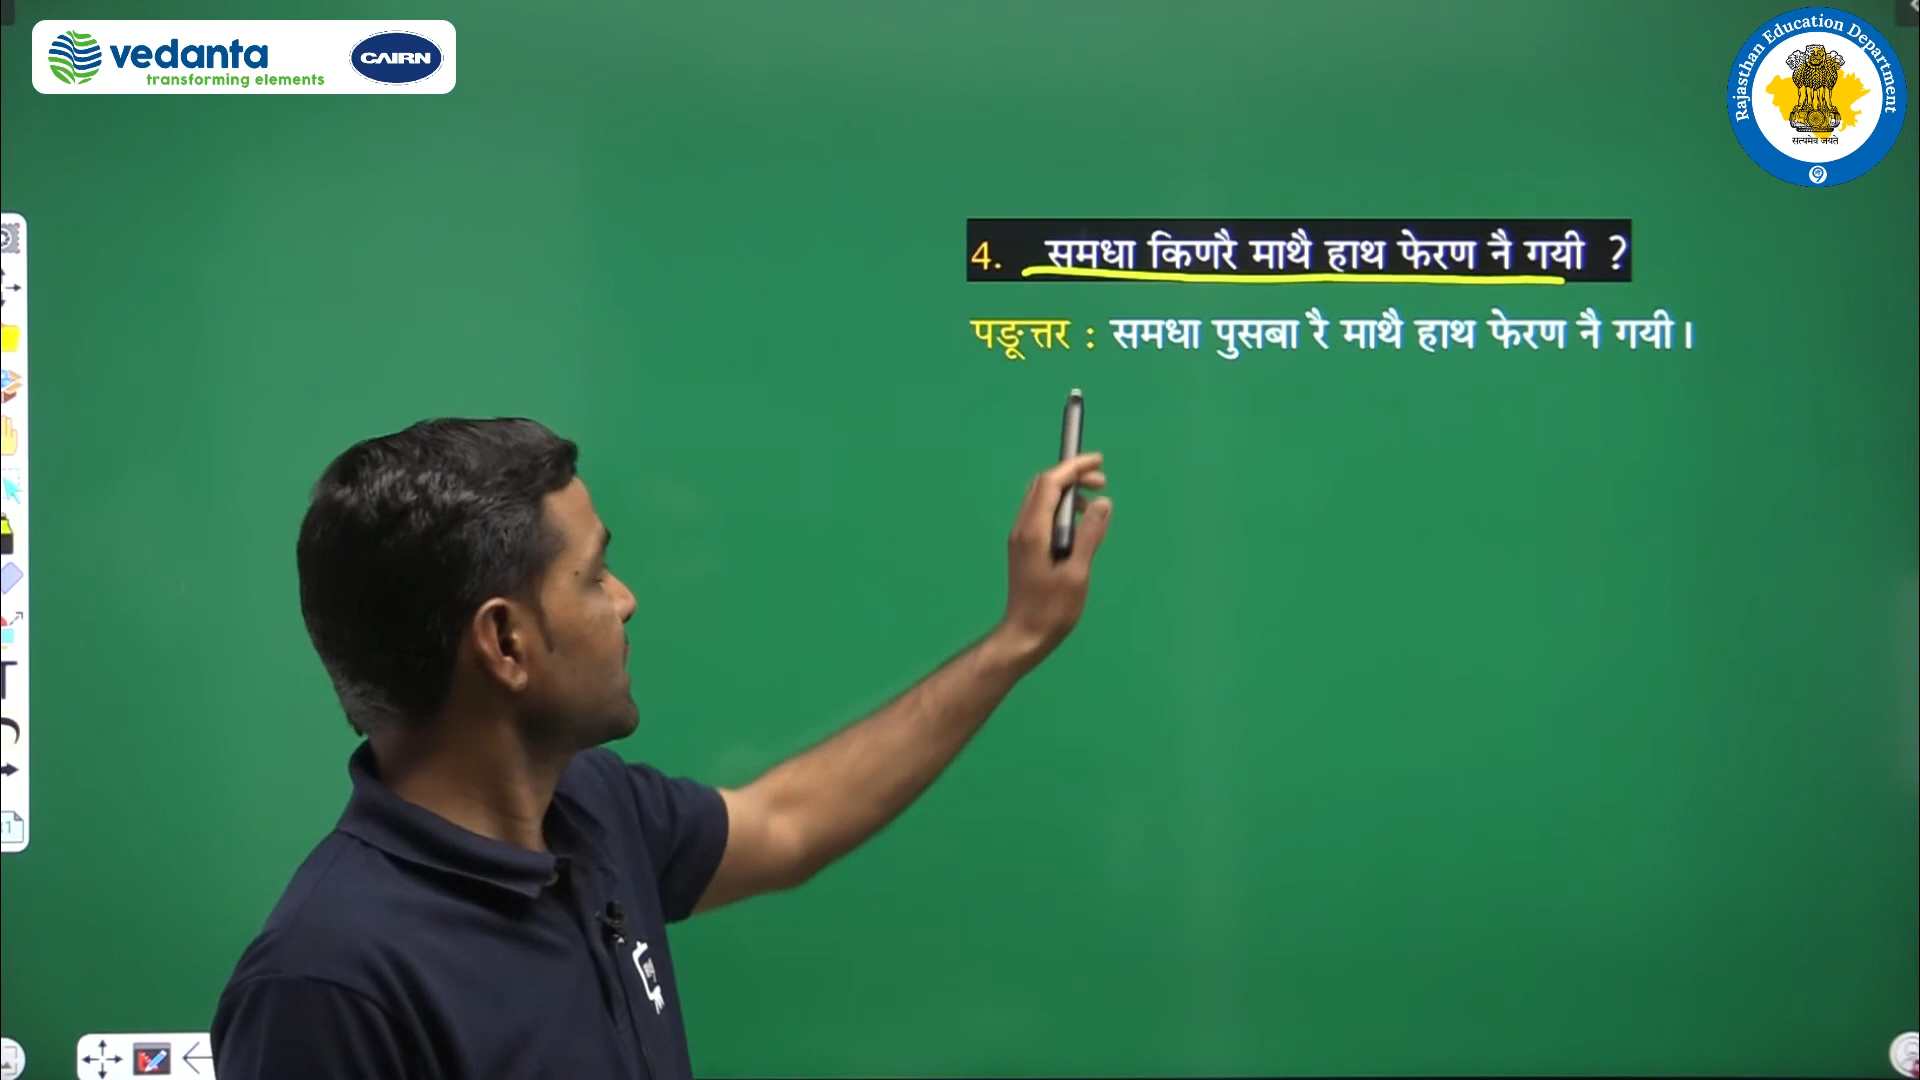 vedanta
transforming elements
CAIRN
Rajasthan Education Department
सत्यमेव जयते
4. समधा किणरै माथै हाथ फेरण नै गयी ?
पङूत्तर : समधा पुसबा रै माथै हाथ फेरण नै गयी।